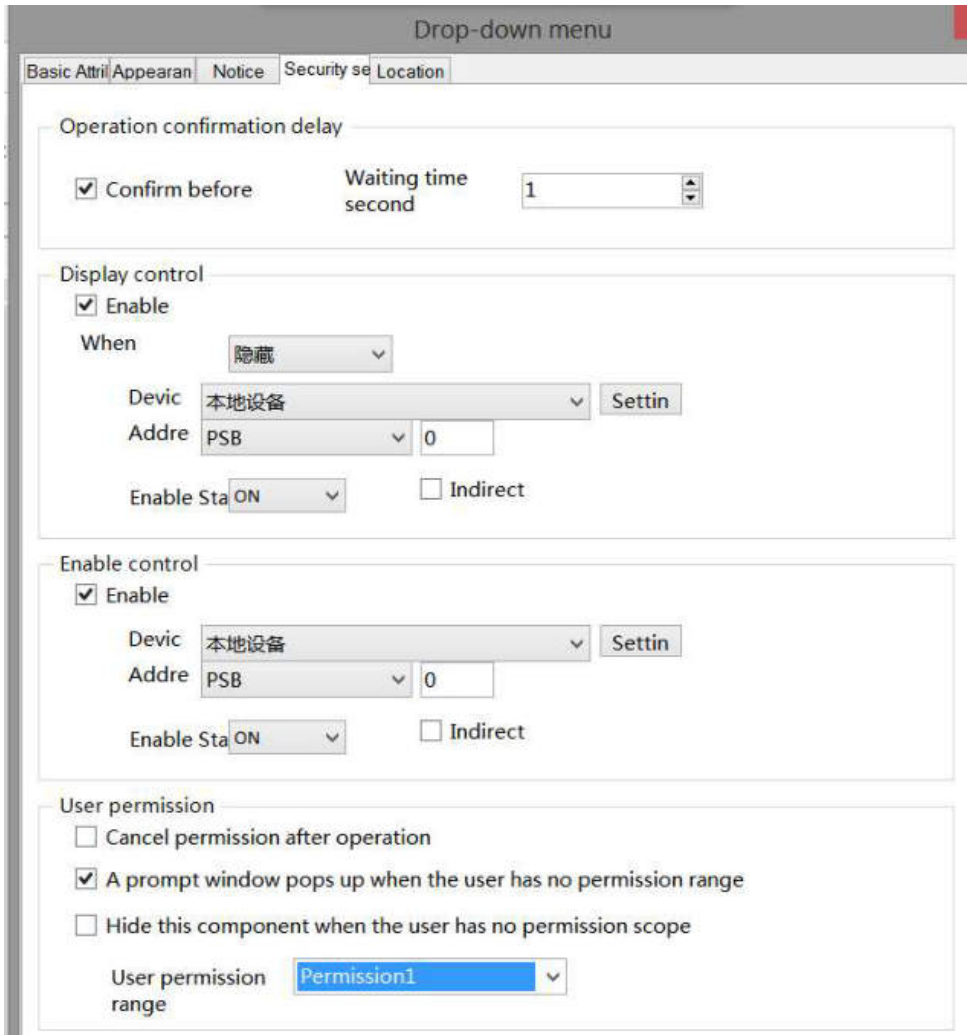 Drop-down menu
Basic Attril Appearan Notice Security se Location
Operation confirmation delay
Confirm before Waiting time second 1
Display control
Enable
When 隐藏
Devic 本地设备 Settin
Addre PSB 0
Enable Sta ON Indirect
Enable control
Enable
Devic 本地设备 Settin
Addre PSB 0
Enable Sta ON Indirect
User permission
Cancel permission after operation
A prompt window pops up when the user has no permission range
Hide this component when the user has no permission scope
User permission range Permission1